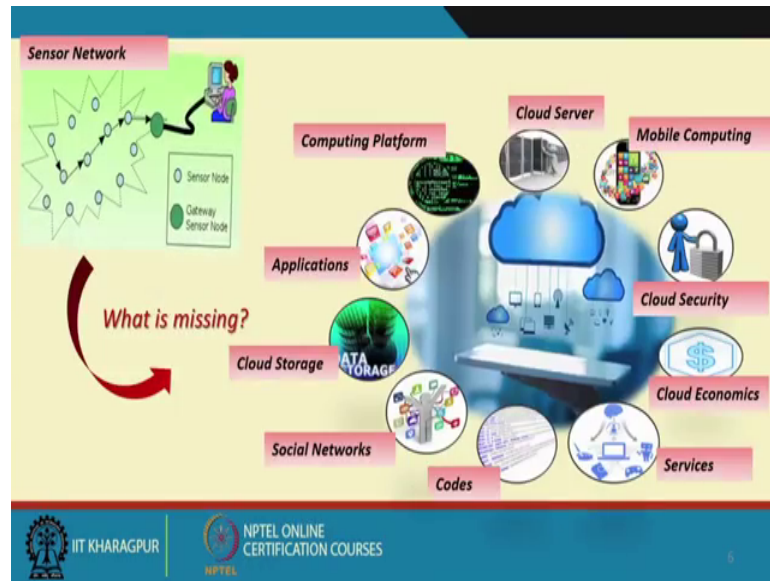 Sensor Network
Sensor Node
Gateway
Sensor Node
What is missing?
Computing Platform
Cloud Server
Mobile Computing
Applications
Cloud Security
Cloud Storage
DATA
STORAGE
Cloud Economics
$
Social Networks
Codes
Services
IIT KHARAGPUR
NPTEL
NPTEL ONLINE
CERTIFICATION COURSES
6